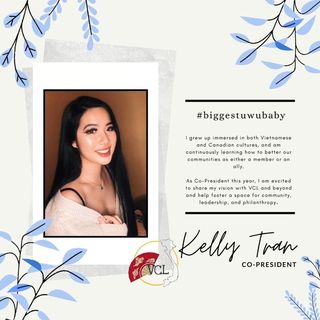 #biggestuwubaby
I grew up immersed in both Vietnamese
and Canadian cultures, and am
continuously learning how to better our
communities as either a member or an
ally.
As Co-President this year, I am excited
to share my vision with VCL and beyond
and help foster a space for community,
leadership, and philanthropy.
Kelly Tran
CO-PRESIDENT
VCL